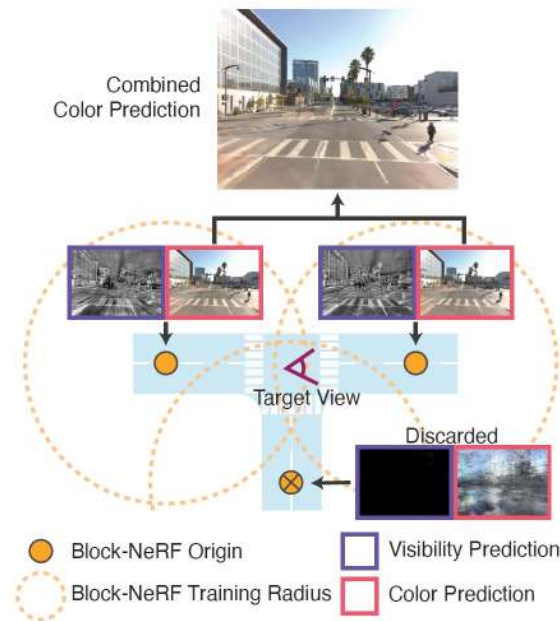 Combined
Color Prediction
Target View
Discarded
Block-NeRF Origin
Visibility Prediction
Block-NeRF Training Radius
Color Prediction